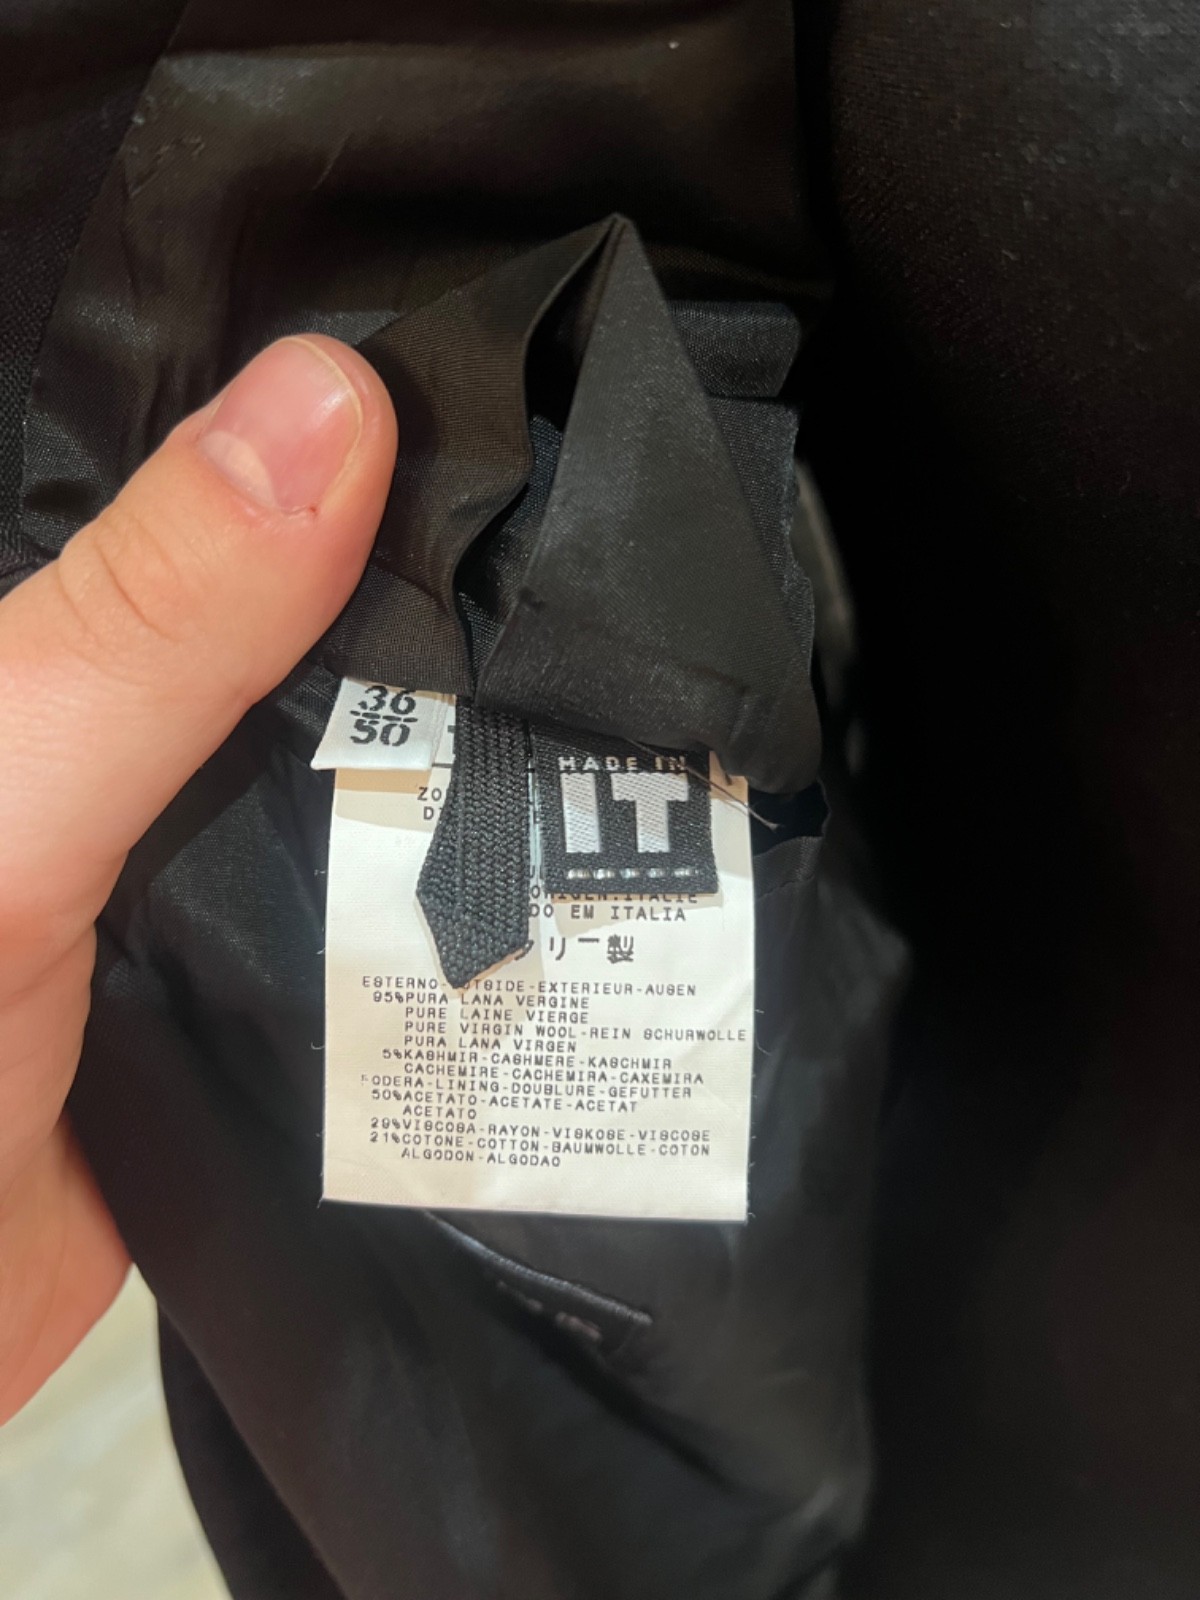 36
50
MADE IN
IT
ZO
D
DO EM ITALIA
リー製
ESTERNO-OUTSIDE-EXTERIEUR-AUSEN
95%PURA LANA VERGINE
PURE LAINE VIERGE
PURE VIRGIN WOOL-REIN SCHURWOLLE
PURA LANA VIRGEN
5%KASHMIR-CASHMERE-KASCHMIR
CACHEMIRE-CACHEMIRA-CAXEMIRA
FODERA-LINING-DOUBLURE-GEFUTTER
50%ACETATO-ACETATE-ACETAT
ACETATO
29%VISCOSA-RAYON-VISKOSE-VISCOSE
21%COTONE-COTTON-BAUMWOLLE-COTON
ALGODON-ALGODAO